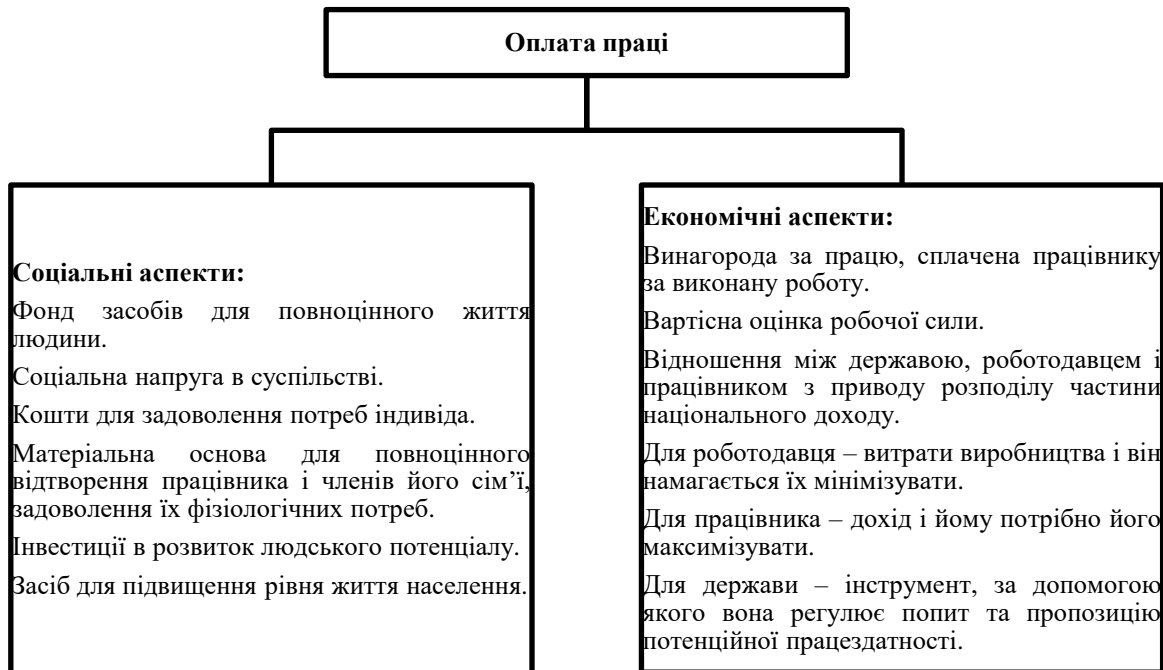 Оплата праці
Соціальні аспекти:
Фонд засобів для повноцінного життя
людини.
Соціальна напруга в суспільстві.
Кошти для задоволення потреб індивіда.
Матеріальна основа для повноцінного
відтворення працівника і членів його сім’ї,
задоволення їх фізіологічних потреб.
Інвестиції в розвиток людського потенціалу.
Засіб для підвищення рівня життя населення.
Економічні аспекти:
Винагорода за працю, сплачена працівнику
за виконану роботу.
Вартісна оцінка робочої сили.
Відношення між державою, роботодавцем і
працівником з приводу розподілу частини
національного доходу.
Для роботодавця – витрати виробництва і він
намагається їх мінімізувати.
Для працівника – дохід і йому потрібно його
максимізувати.
Для держави – інструмент, за допомогою
якого вона регулює попит та пропозицію
потенційної працездатності.